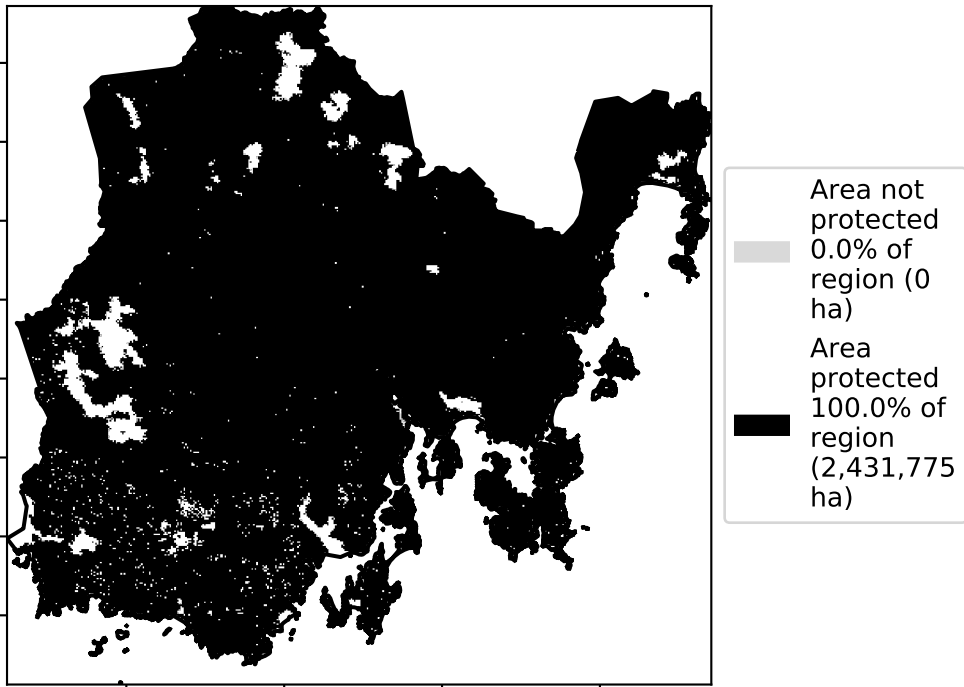 Area not
protected
0.0% of
region (0
ha)
Area
protected
100.0% of
region
(2,431,775
ha)